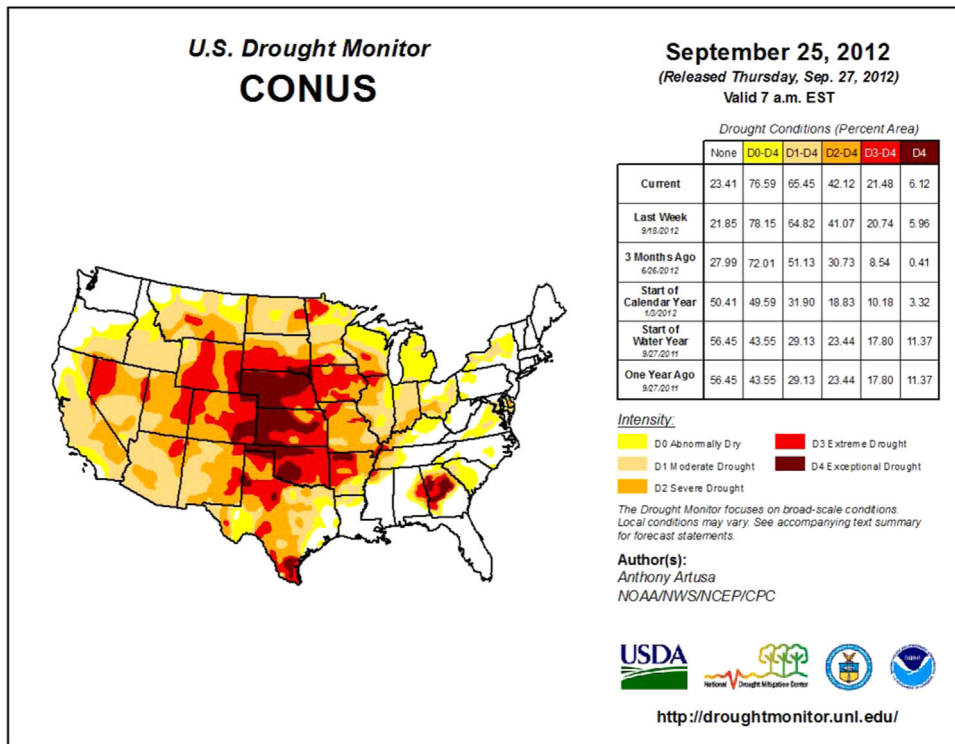 U.S. Drought Monitor
CONUS
September 25, 2012
(Released Thursday, Sep. 27, 2012)
Valid 7 a.m. EST
Drought Conditions (Percent Area)
None D0-D4 D1-D4 D2-D4 D3-D4 D4
Current 23.41 76.59 65.45 42.12 21.48 6.12
Last Week
9/18/2012
21.85 78.15 64.82 41.07 20.74 5.96
3 Months Ago
6/26/2012
27.99 72.01 51.13 30.73 8.54 0.41
Start of
Calendar Year
1/3/2012
50.41 49.59 31.90 18.83 10.18 3.32
Start of
Water Year
9/27/2011
56.45 43.55 29.13 23.44 17.80 11.37
One Year Ago
9/27/2011
56.45 43.55 29.13 23.44 17.80 11.37
Intensity:
D0 Abnormally Dry
D1 Moderate Drought
D2 Severe Drought
D3 Extreme Drought
D4 Exceptional Drought
The Drought Monitor focuses on broad-scale conditions.
Local conditions may vary. See accompanying text summary
for forecast statements.
Author(s):
Anthony Artusa
NOAA/NWS/NCEP/CPC
USDA
National Drought Mitigation Center
http://droughtmonitor.unl.edu/